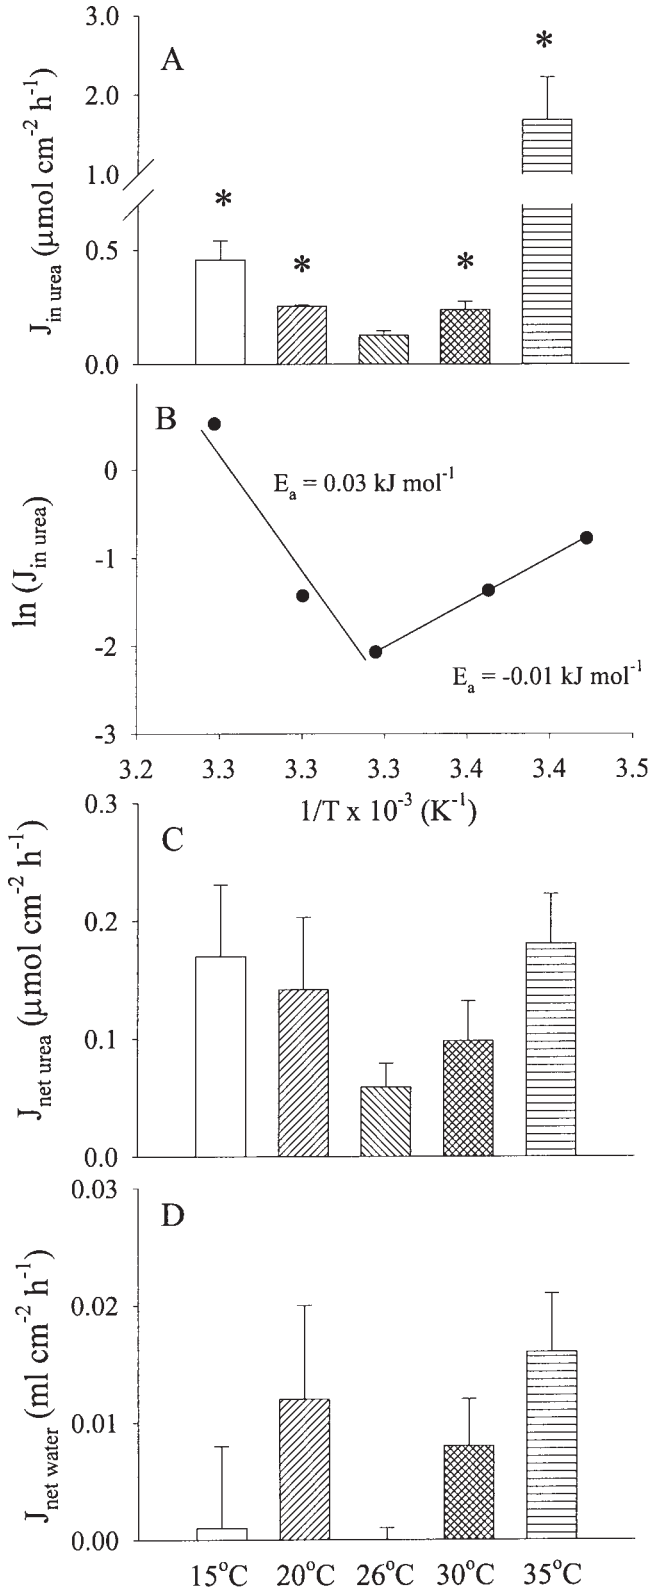 A
J in urea (µmol cm⁻² h⁻¹)
3.0
2.0
1.0
0.5
0.0
*
*
*
*
B
ln (J in urea)
0
-1
-2
-3
Eₐ = 0.03 kJ mol⁻¹
Eₐ = -0.01 kJ mol⁻¹
3.2 3.3 3.3 3.3 3.4 3.4 3.5
1/T x 10⁻³ (K⁻¹)
C
J net urea (µmol cm⁻² h⁻¹)
0.3
0.2
0.1
0.0
D
J net water (ml cm⁻² h⁻¹)
0.03
0.02
0.01
0.00
15°C 20°C 26°C 30°C 35°C